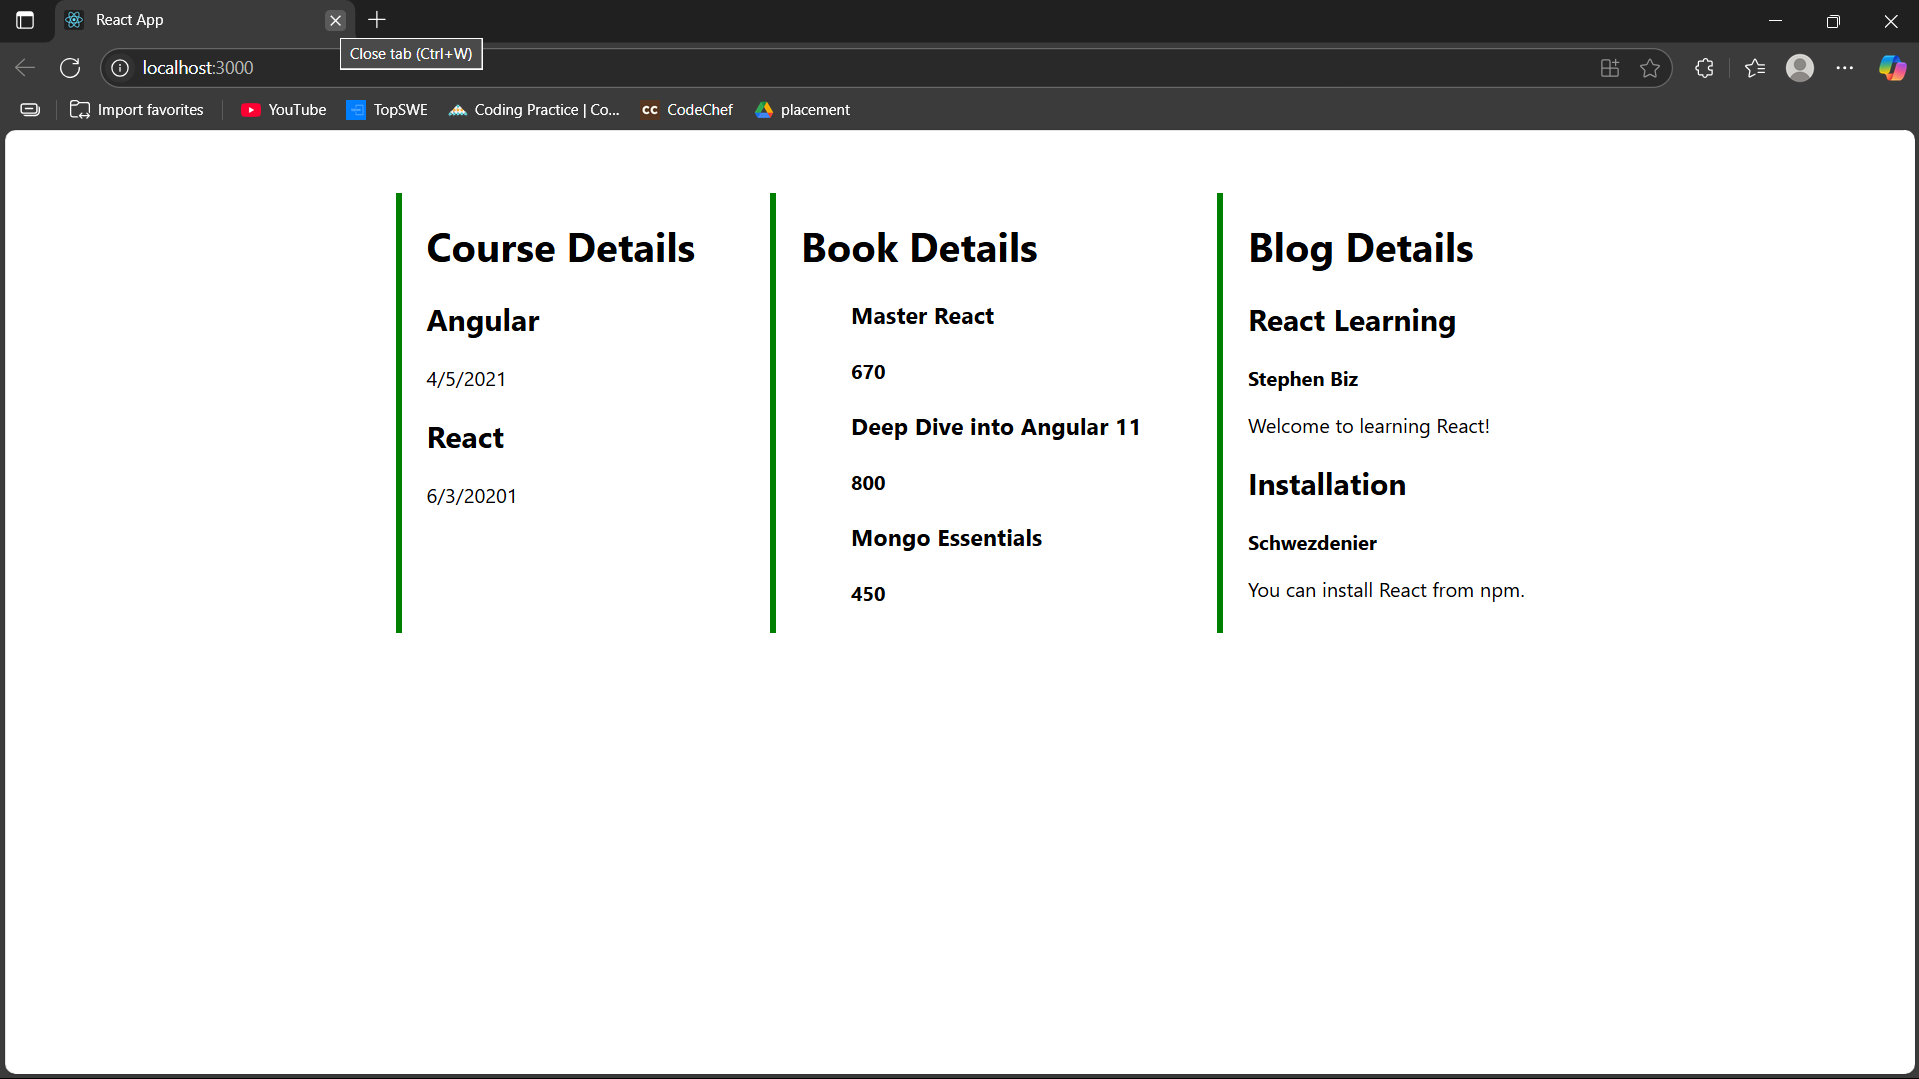 React App
Close tab (Ctrl+W)
localhost:3000
Import favorites
YouTube
TopSWE
Coding Practice | Co...
cc CodeChef
placement
Course Details
Angular
4/5/2021
React
6/3/20201
Book Details
Master React
670
Deep Dive into Angular 11
800
Mongo Essentials
450
Blog Details
React Learning
Stephen Biz
Welcome to learning React!
Installation
Schwezdenier
You can install React from npm.